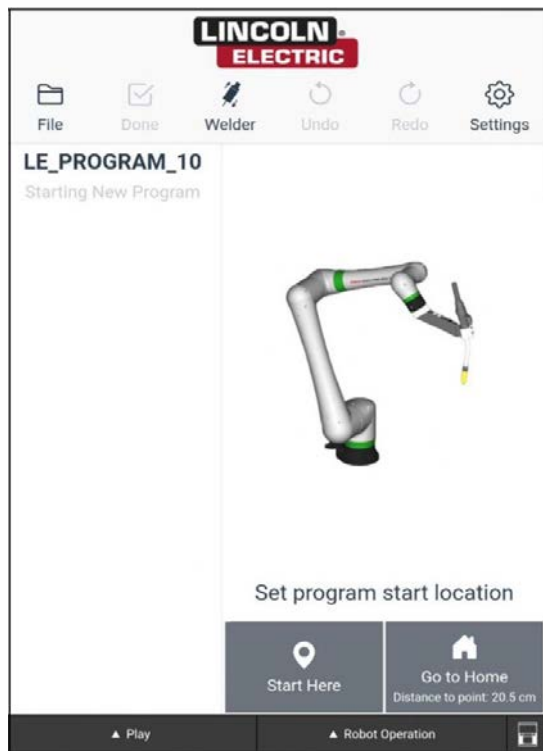 LINCOLN
ELECTRIC
File
Done
Welder
Undo
Redo
Settings
LE_PROGRAM_10
Starting New Program
Set program start location
Start Here
Go to Home
Distance to point: 20.5 cm
▲ Play
▲ Robot Operation